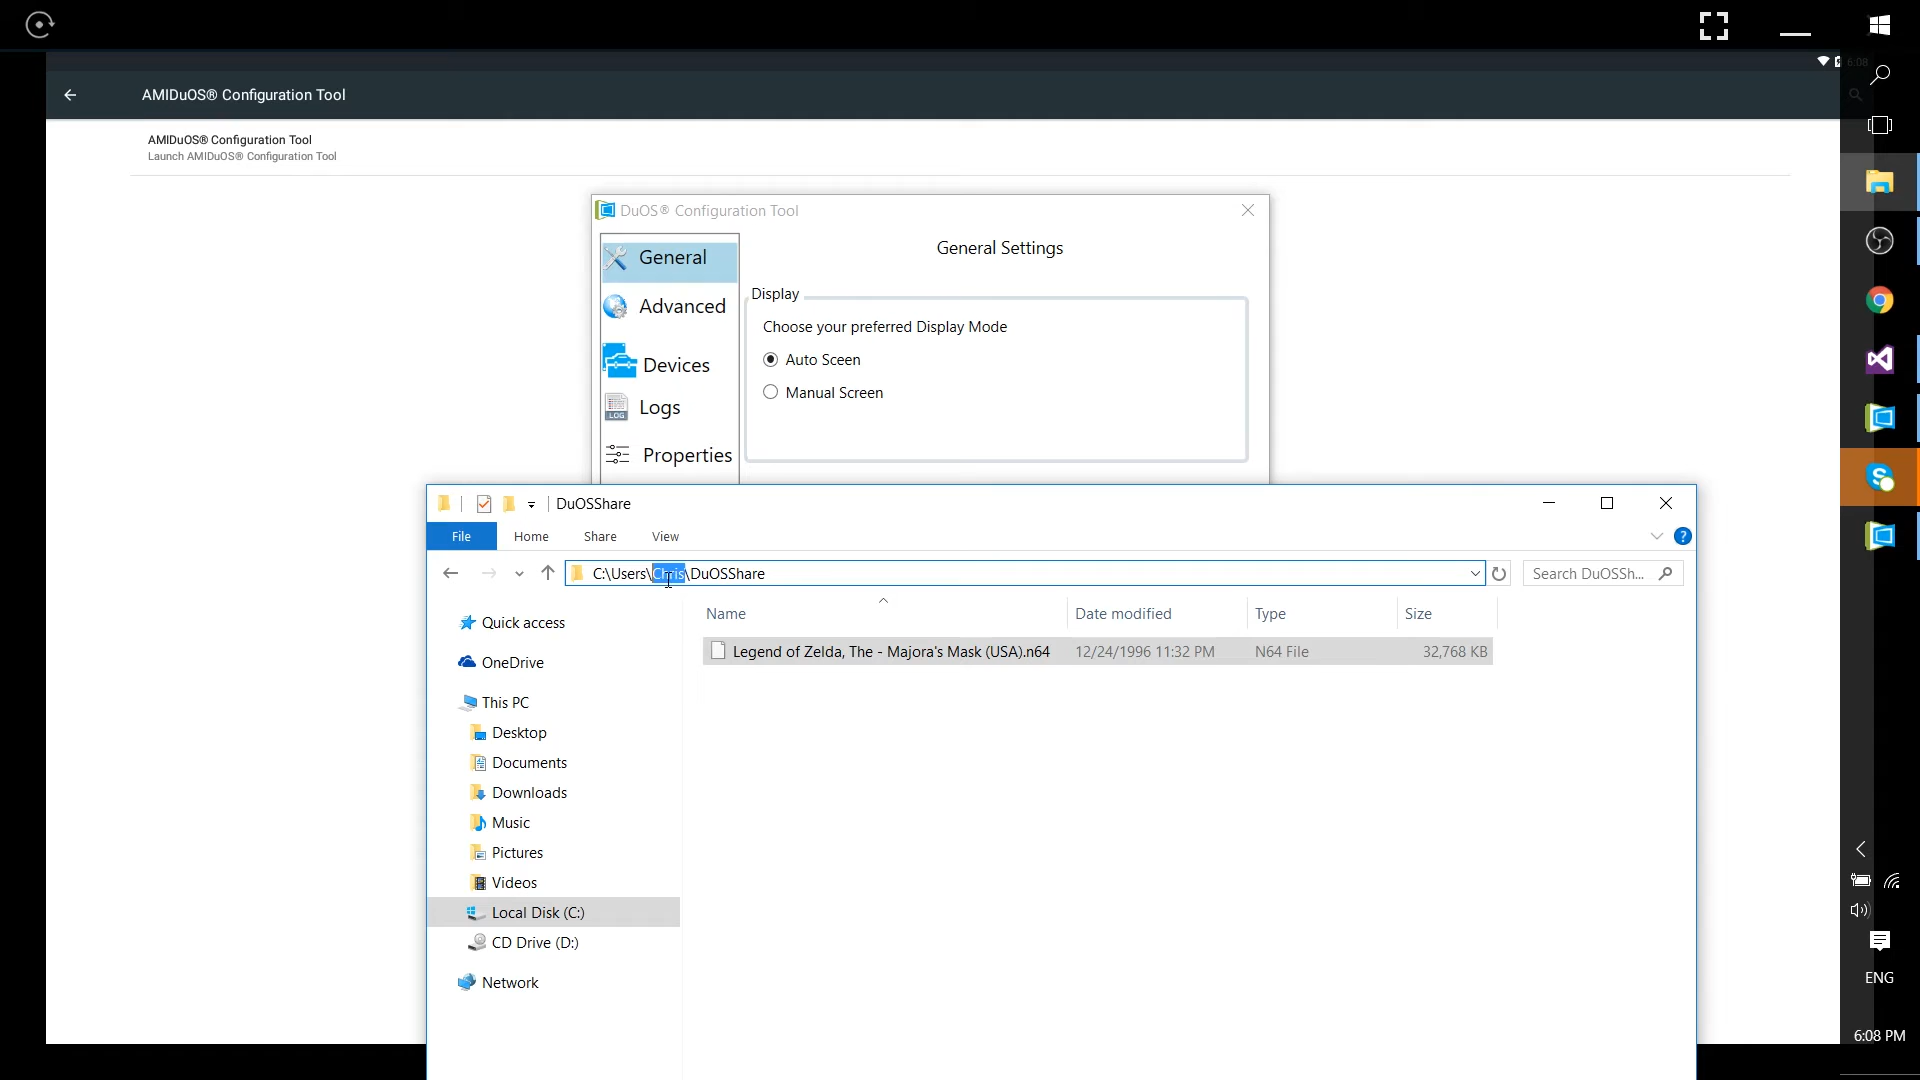 6:08
AMIDuOS® Configuration Tool
AMIDuOS® Configuration Tool
Launch AMIDuOS® Configuration Tool
DuOS® Configuration Tool
General
Advanced
Devices
LOG
Logs
Properties
General Settings
Display
Choose your preferred Display Mode
Auto Sceen
Manual Screen
DuOSShare
File
Home
Share
View
?
C:\Users\Chris\DuOSShare
Search DuOSSh...
Name
Date modified
Type
Size
Legend of Zelda, The - Majora's Mask (USA).n64
12/24/1996 11:32 PM
N64 File
32,768 KB
Quick access
OneDrive
This PC
Desktop
Documents
Downloads
Music
Pictures
Videos
Local Disk (C:)
CD Drive (D:)
Network
S
ENG
6:08 PM